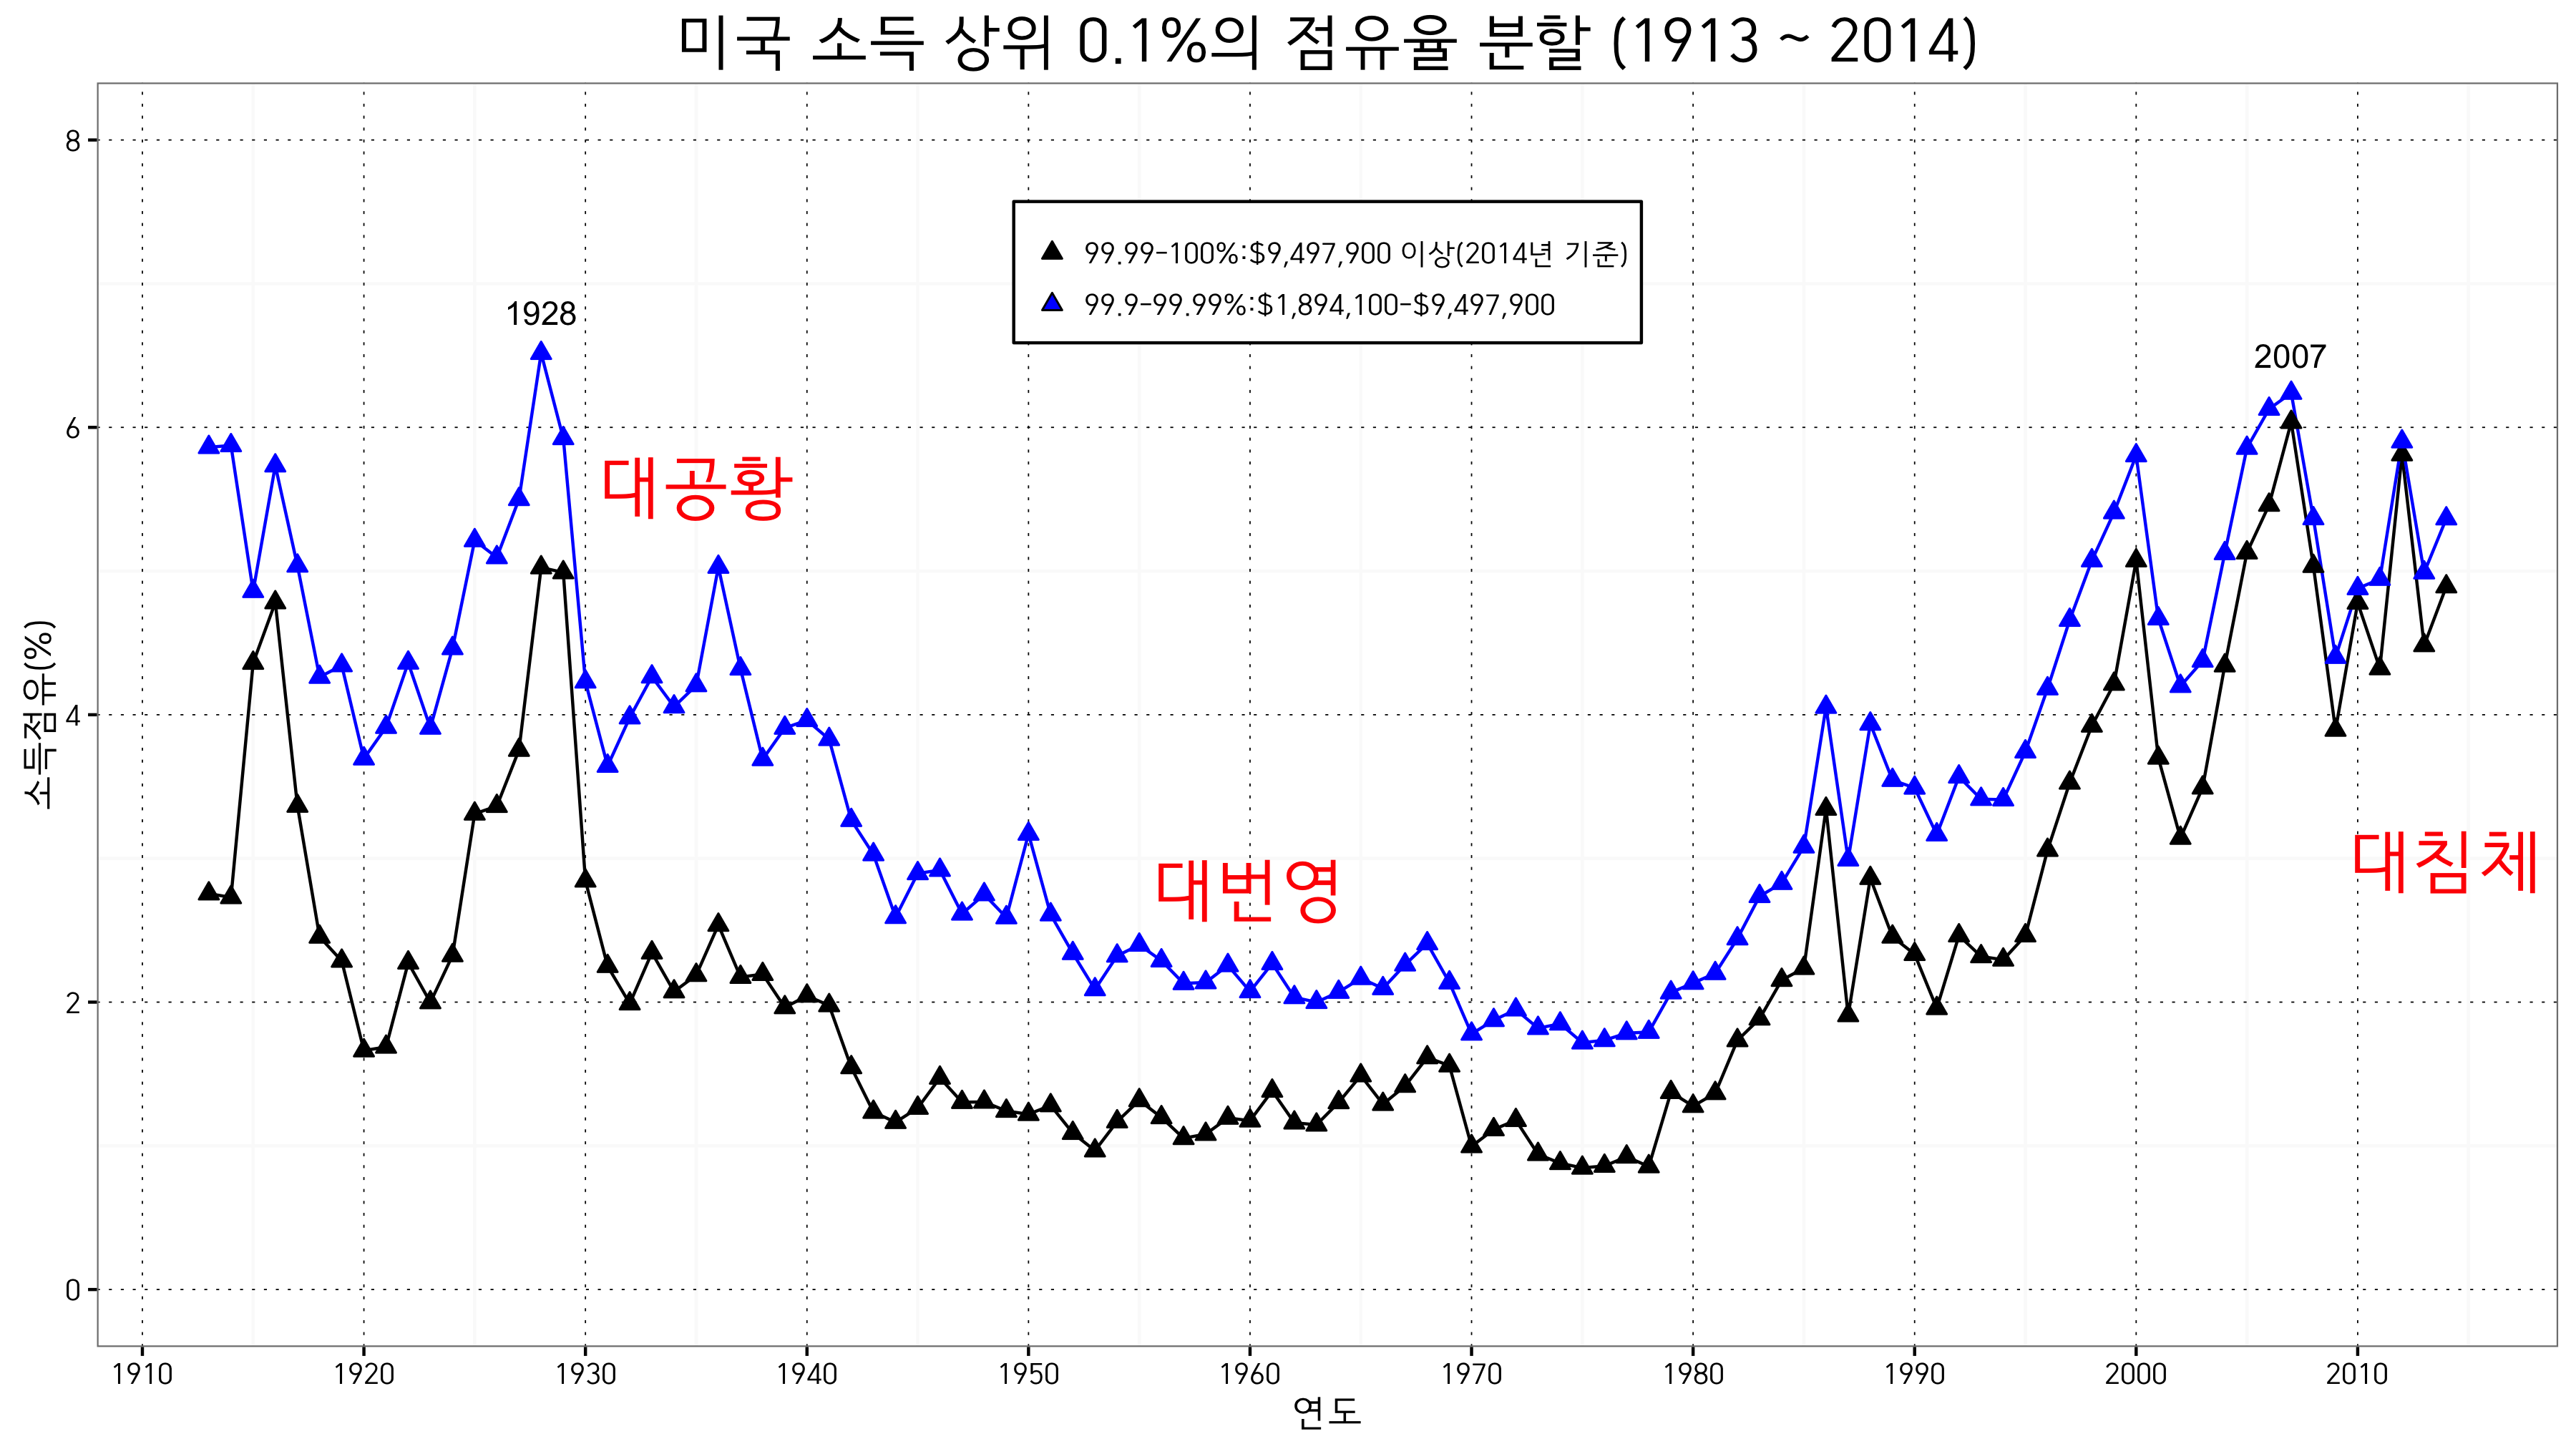 미국 소득 상위 0.1%의 점유율 분할 (1913 ~ 2014)
8
99.99-100%:$9,497,900 이상(2014년 기준)
99.9-99.99%:$1,894,100-$9,497,900
1928
2007
6
대공황
소득점유(%)
4
대번영
대침체
2
0
1910 1920 1930 1940 1950 1960 1970 1980 1990 2000 2010
연도